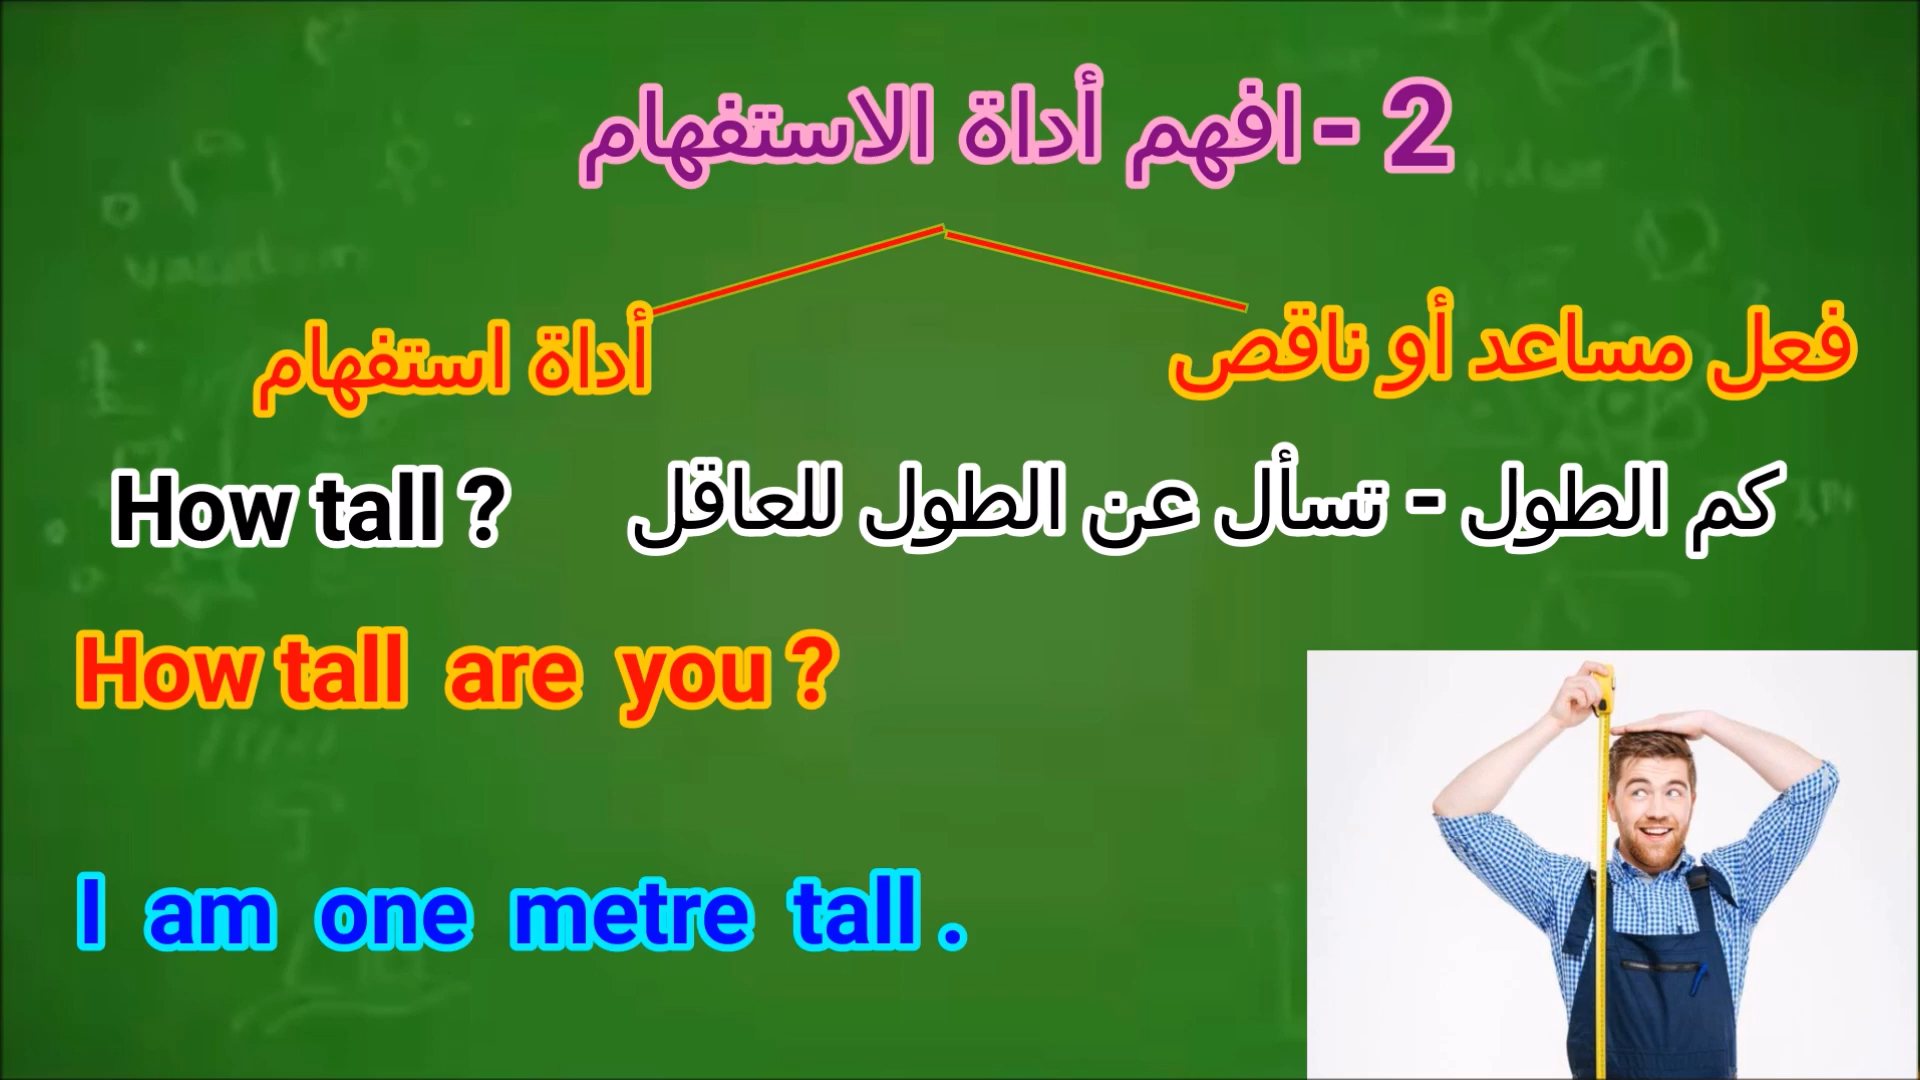 2 - افهم أداة الاستفهام
فعل مساعد أو ناقص
أداة استفهام
How tall ?
كم الطول - تسأل عن الطول للعاقل
How tall are you ?
I am one metre tall .